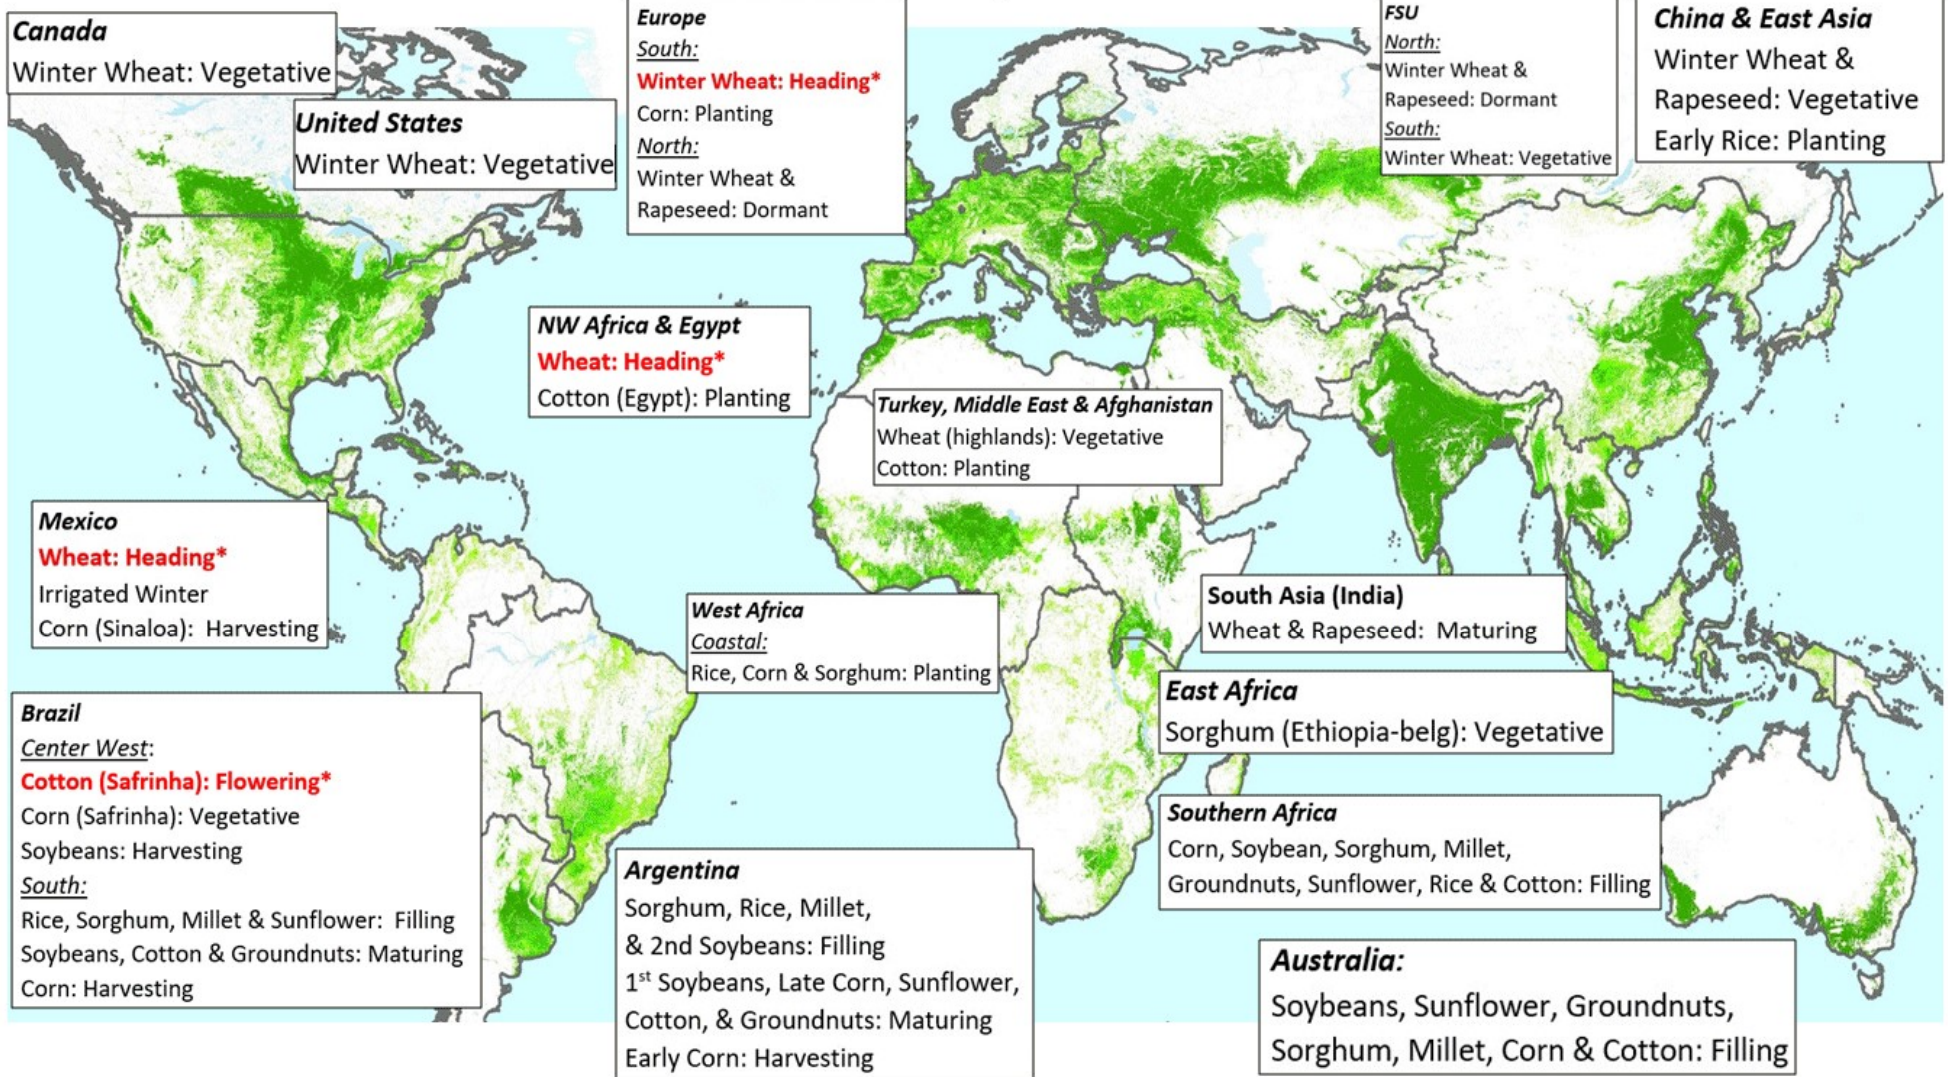 Canada
Winter Wheat: Vegetative
United States
Winter Wheat: Vegetative
Europe
South:
Winter Wheat: Heading*
Corn: Planting
North:
Winter Wheat &
Rapeseed: Dormant
FSU
North:
Winter Wheat &
Rapeseed: Dormant
South:
Winter Wheat: Vegetative
China & East Asia
Winter Wheat &
Rapeseed: Vegetative
Early Rice: Planting
NW Africa & Egypt
Wheat: Heading*
Cotton (Egypt): Planting
Turkey, Middle East & Afghanistan
Wheat (highlands): Vegetative
Cotton: Planting
Mexico
Wheat: Heading*
Irrigated Winter
Corn (Sinaloa): Harvesting
West Africa
Coastal:
Rice, Corn & Sorghum: Planting
South Asia (India)
Wheat & Rapeseed: Maturing
East Africa
Sorghum (Ethiopia-belg): Vegetative
Brazil
Center West:
Cotton (Safrinha): Flowering*
Corn (Safrinha): Vegetative
Soybeans: Harvesting
South:
Rice, Sorghum, Millet & Sunflower: Filling
Soybeans, Cotton & Groundnuts: Maturing
Corn: Harvesting
Argentina
Sorghum, Rice, Millet,
& 2nd Soybeans: Filling
1st Soybeans, Late Corn, Sunflower,
Cotton, & Groundnuts: Maturing
Early Corn: Harvesting
Southern Africa
Corn, Soybean, Sorghum, Millet,
Groundnuts, Sunflower, Rice & Cotton: Filling
Australia:
Soybeans, Sunflower, Groundnuts,
Sorghum, Millet, Corn & Cotton: Filling